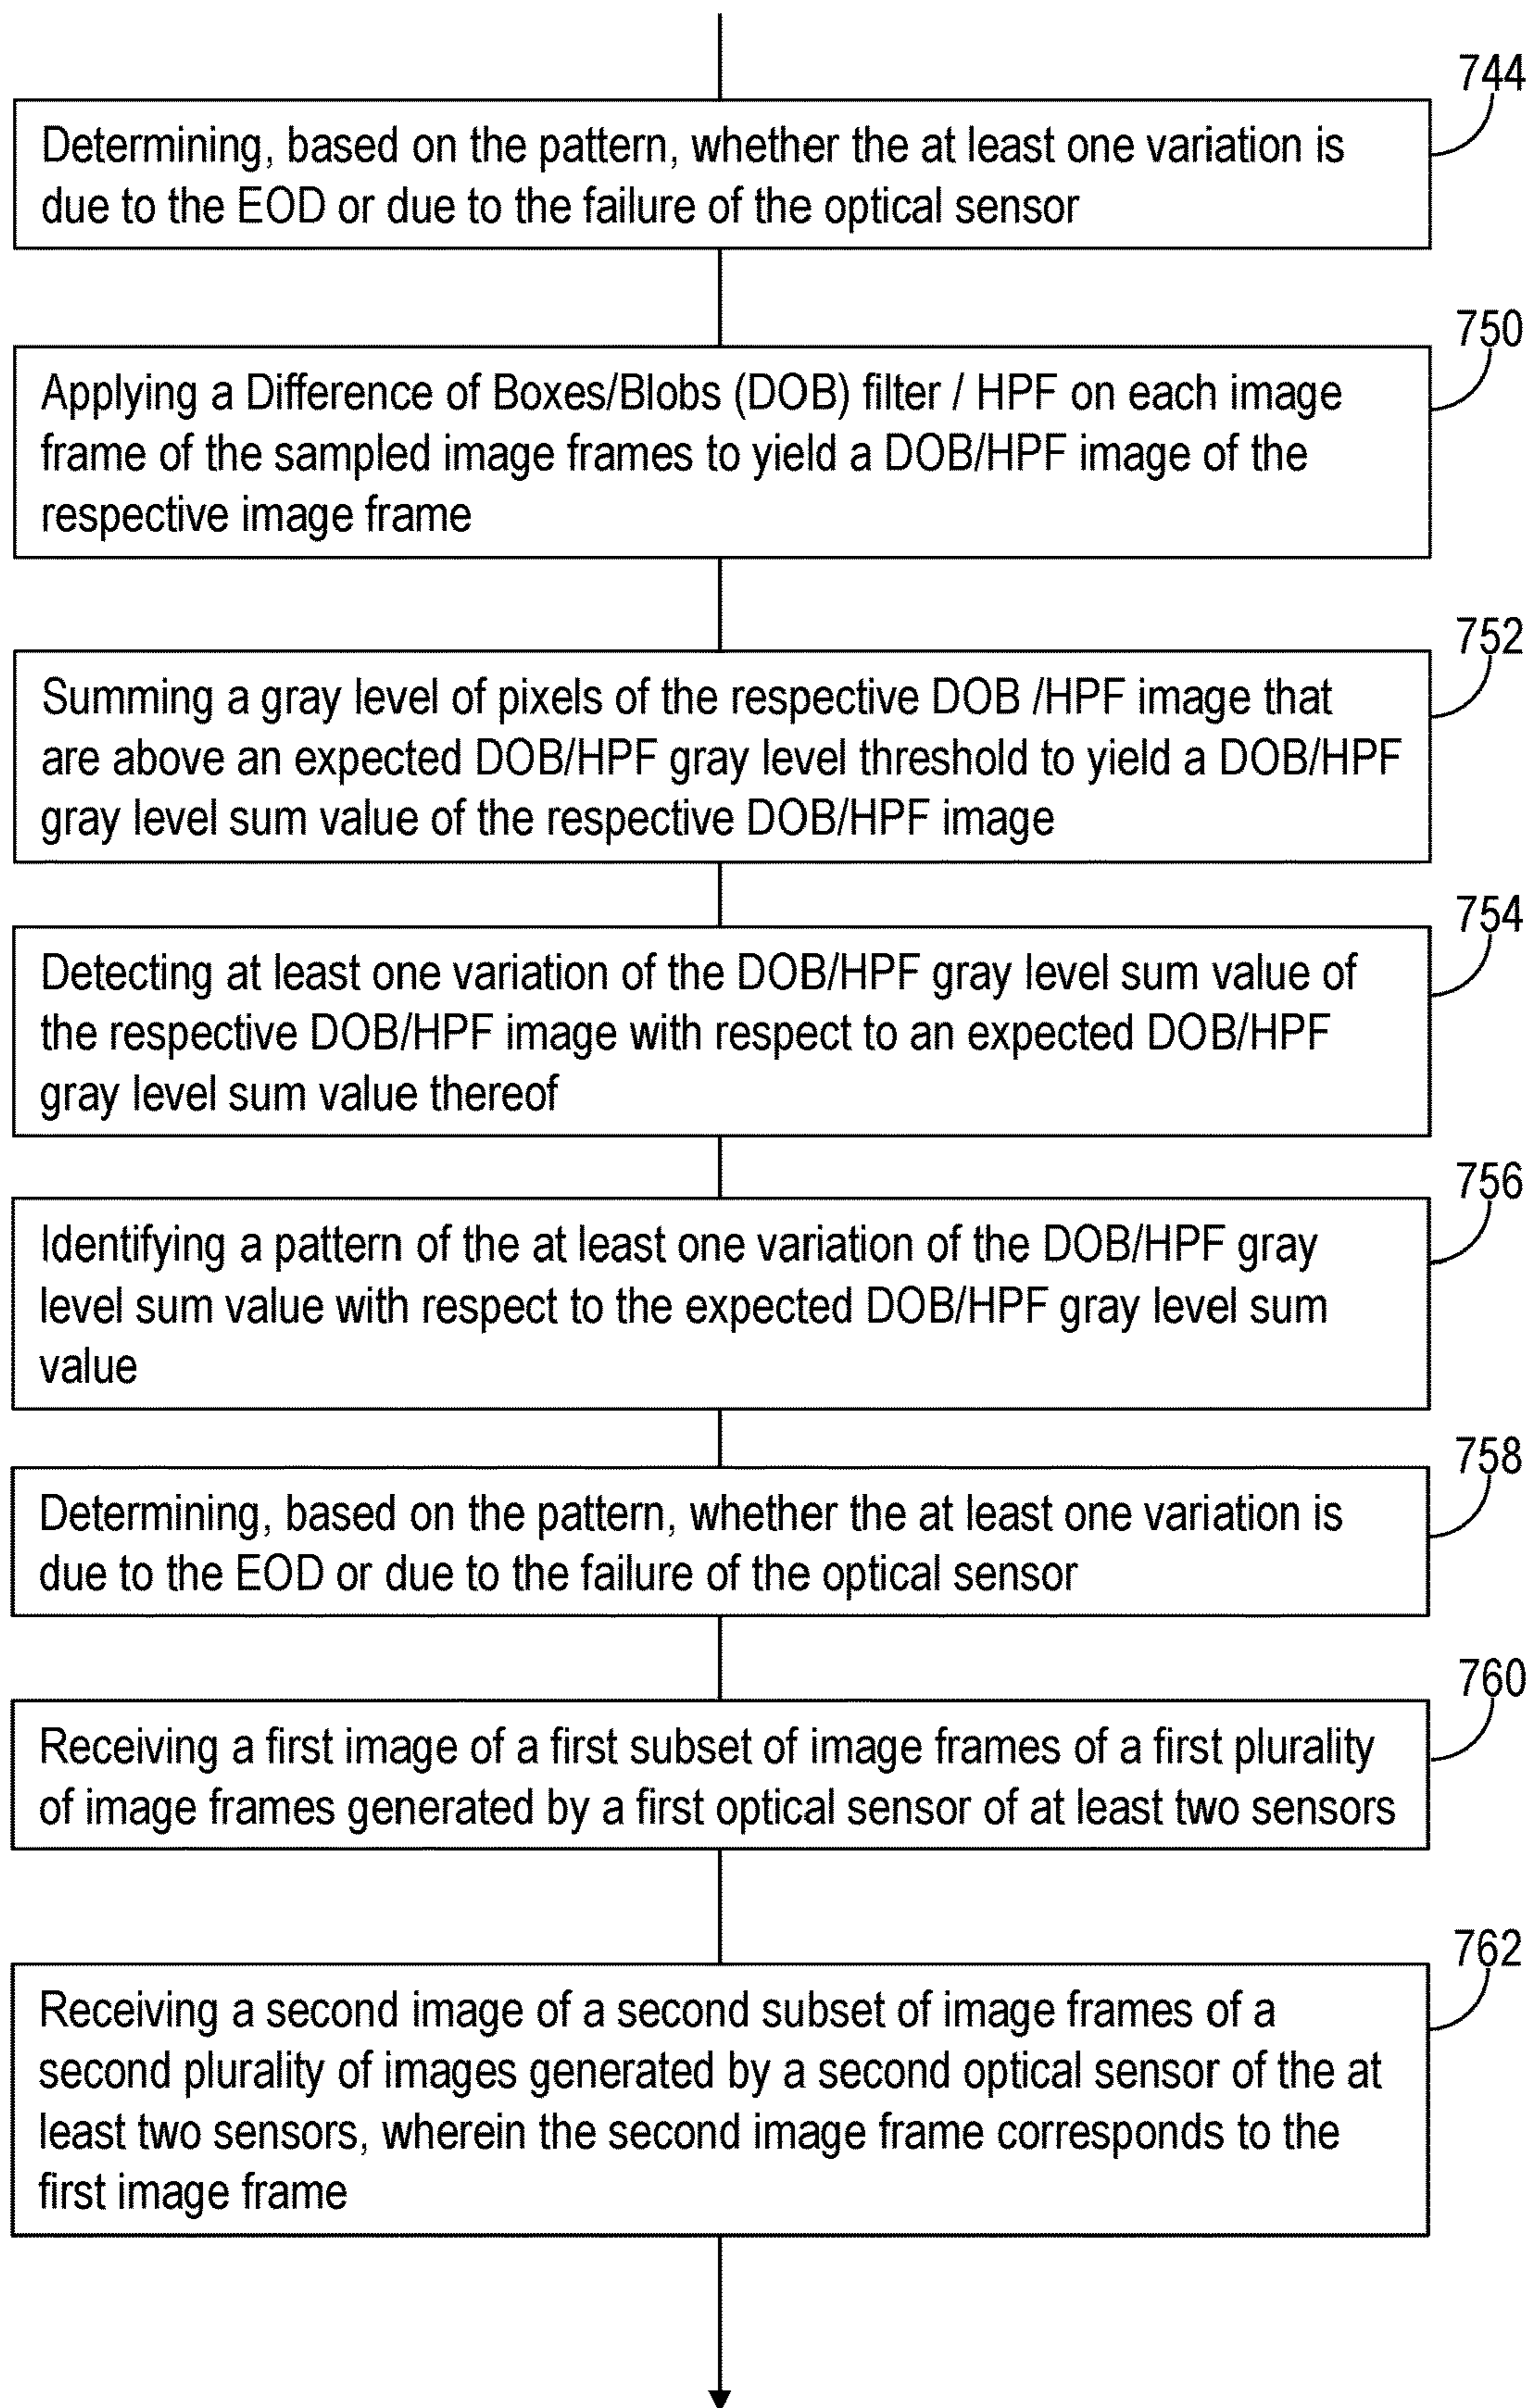 744
Determining, based on the pattern, whether the at least one variation is
due to the EOD or due to the failure of the optical sensor
750
Applying a Difference of Boxes/Blobs (DOB) filter / HPF on each image
frame of the sampled image frames to yield a DOB/HPF image of the
respective image frame
752
Summing a gray level of pixels of the respective DOB /HPF image that
are above an expected DOB/HPF gray level threshold to yield a DOB/HPF
gray level sum value of the respective DOB/HPF image
754
Detecting at least one variation of the DOB/HPF gray level sum value of
the respective DOB/HPF image with respect to an expected DOB/HPF
gray level sum value thereof
756
Identifying a pattern of the at least one variation of the DOB/HPF gray
level sum value with respect to the expected DOB/HPF gray level sum
value
758
Determining, based on the pattern, whether the at least one variation is
due to the EOD or due to the failure of the optical sensor
760
Receiving a first image of a first subset of image frames of a first plurality
of image frames generated by a first optical sensor of at least two sensors
762
Receiving a second image of a second subset of image frames of a
second plurality of images generated by a second optical sensor of the at
least two sensors, wherein the second image frame corresponds to the
first image frame